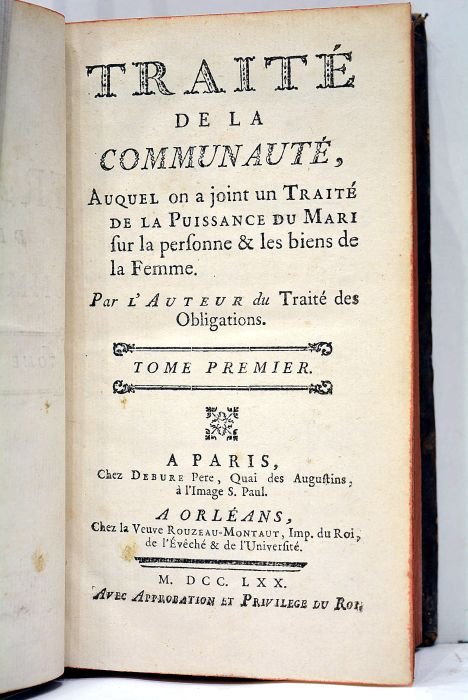 TRAITÉ
DE LA
COMMUNAUTÉ,
AUQUEL on a joint un TRAITÉ
DE LA PUISSANCE DU MARI
ſur la perſonne & les biens de
la Femme.
Par L'AUTEUR du Traité des
Obligations.
TOME PREMIER.
A PARIS,
Chez DEBURE Pere, Quai des Auguſtins,
à l'Image S. Paul.
A ORLÉANS,
Chez la Veuve ROUZEAU-MONTAUT, Imp. du Roi,
de l'Evêché & de l'Univerſité.
M. DCC. LXX.
AVEC APPROBATION ET PRIVILEGE DU ROI.